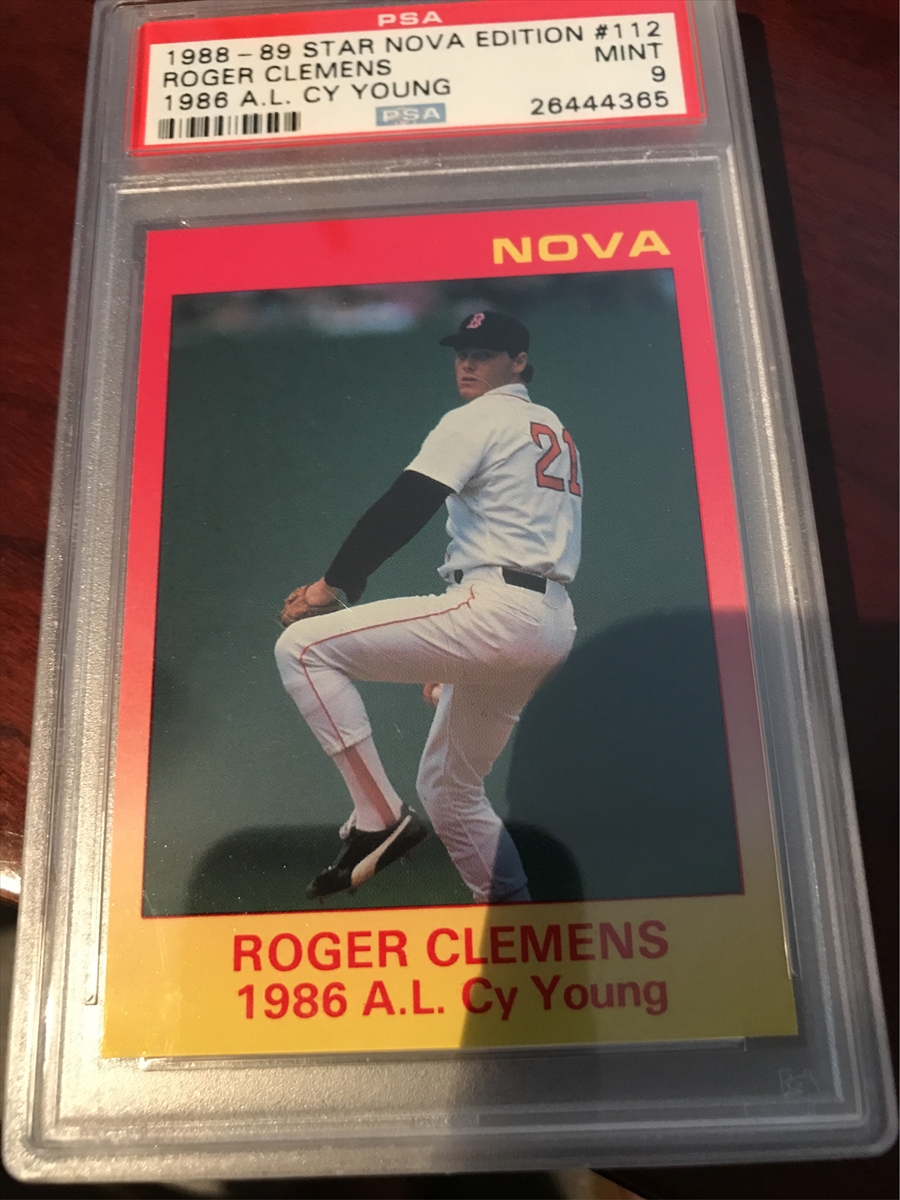 PSA
1988-89 STAR NOVA EDITION #112
ROGER CLEMENS MINT
1986 A.L. CY YOUNG 9
PSA 26444365
NOVA
B
21
ROGER CLEMENS
1986 A.L. Cy Young
PSA